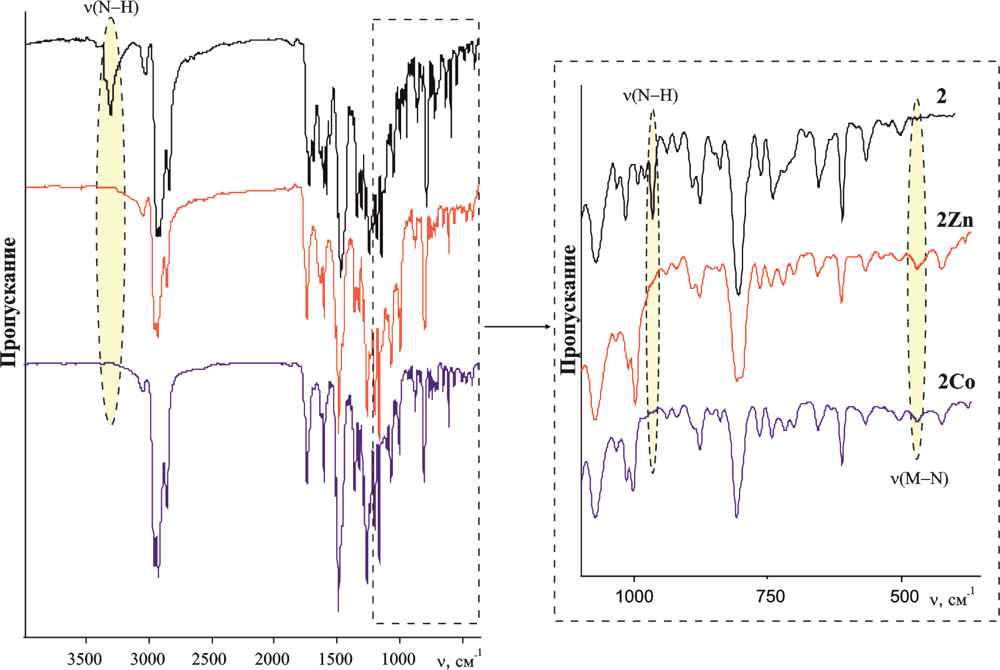 ν(N–H)
Пропускание
3500 3000 2500 2000 1500 1000 ν, см-1
ν(N–H)
2
2Zn
2Co
ν(M–N)
Пропускание
1000 750 500 ν, см-1